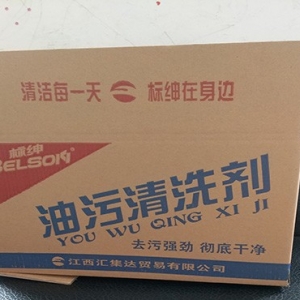 清洁每一天 标绅在身边
标绅
BELSON
油污清洗剂
YOU WU QING XI JI
去污强劲 彻底干净
江西汇集达贸易有限公司